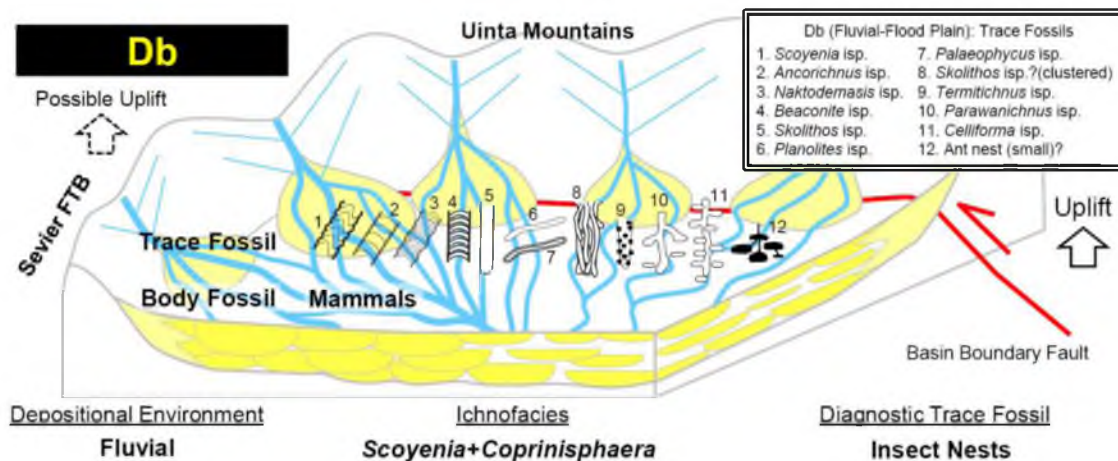 Db
Possible Uplift
Uinta Mountains
Db (Fluvial-Flood Plain): Trace Fossils
1. Scoyenia isp.
2. Ancorichnus isp.
3. Naktodemasis isp.
4. Beaconite isp.
5. Skolithos isp.
6. Planolites isp.
7. Palaeophycus isp.
8. Skolithos isp.?(clustered)
9. Termitichnus isp.
10. Parawanichnus isp.
11. Celliforma isp.
12. Ant nest (small)?
Sevier FTB
Trace Fossil
Body Fossil
Mammals
1
2
3
4
5
6
7
8
9
10
11
12
Uplift
Basin Boundary Fault
Depositional Environment
Fluvial
Ichnofacies
Scoyenia+Coprinisphaera
Diagnostic Trace Fossil
Insect Nests